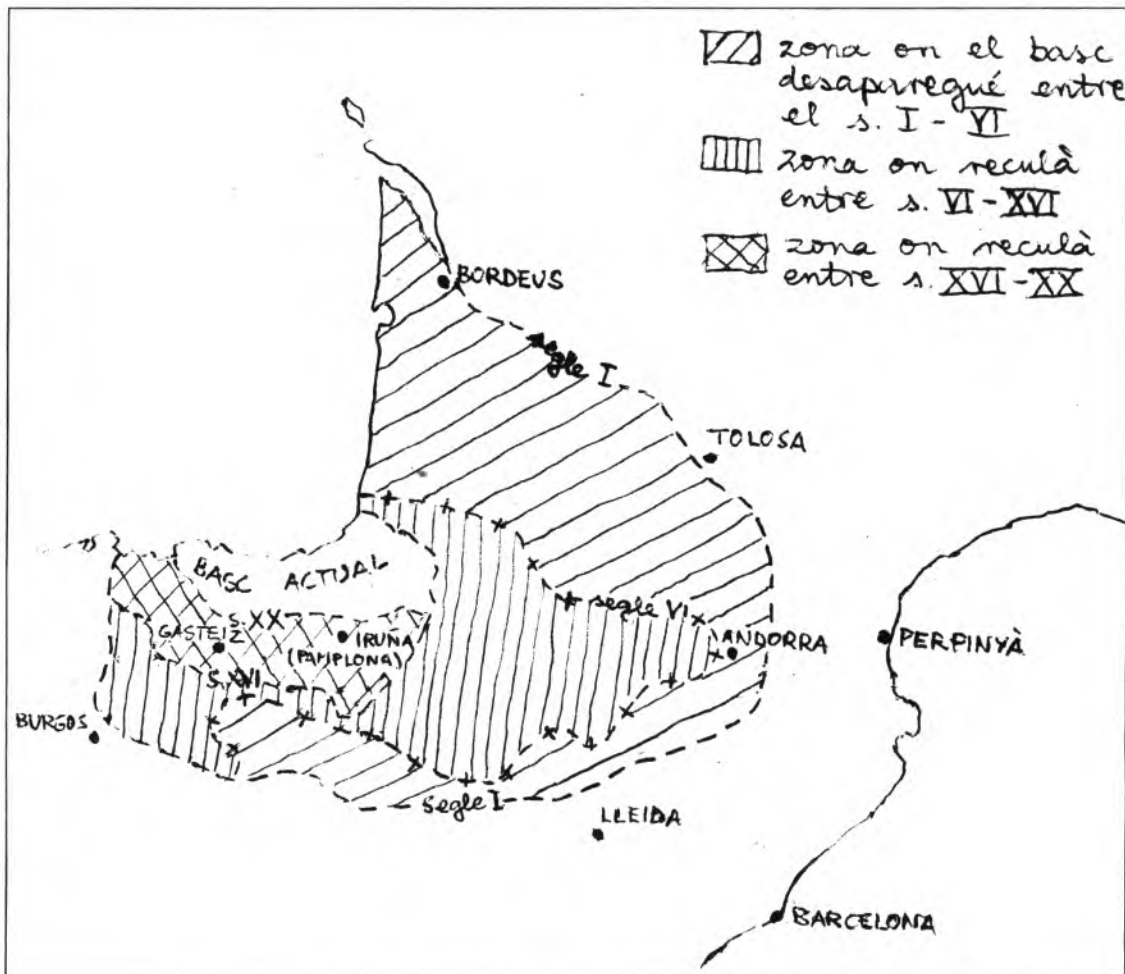 zona on el basc
desaparegué entre
el s. I - VI
zona on reculà
entre s. VI - XVI
zona on reculà
entre s. XVI - XX
BORDEUS
segle I
TOLOSA
BASC ACTUAL
segle VI
S. XX
GASTEIZ
IRUÑA
(PAMPLONA)
ANDORRA
PERPINYÀ
S. XVI
BURGOS
segle I
LLEIDA
BARCELONA